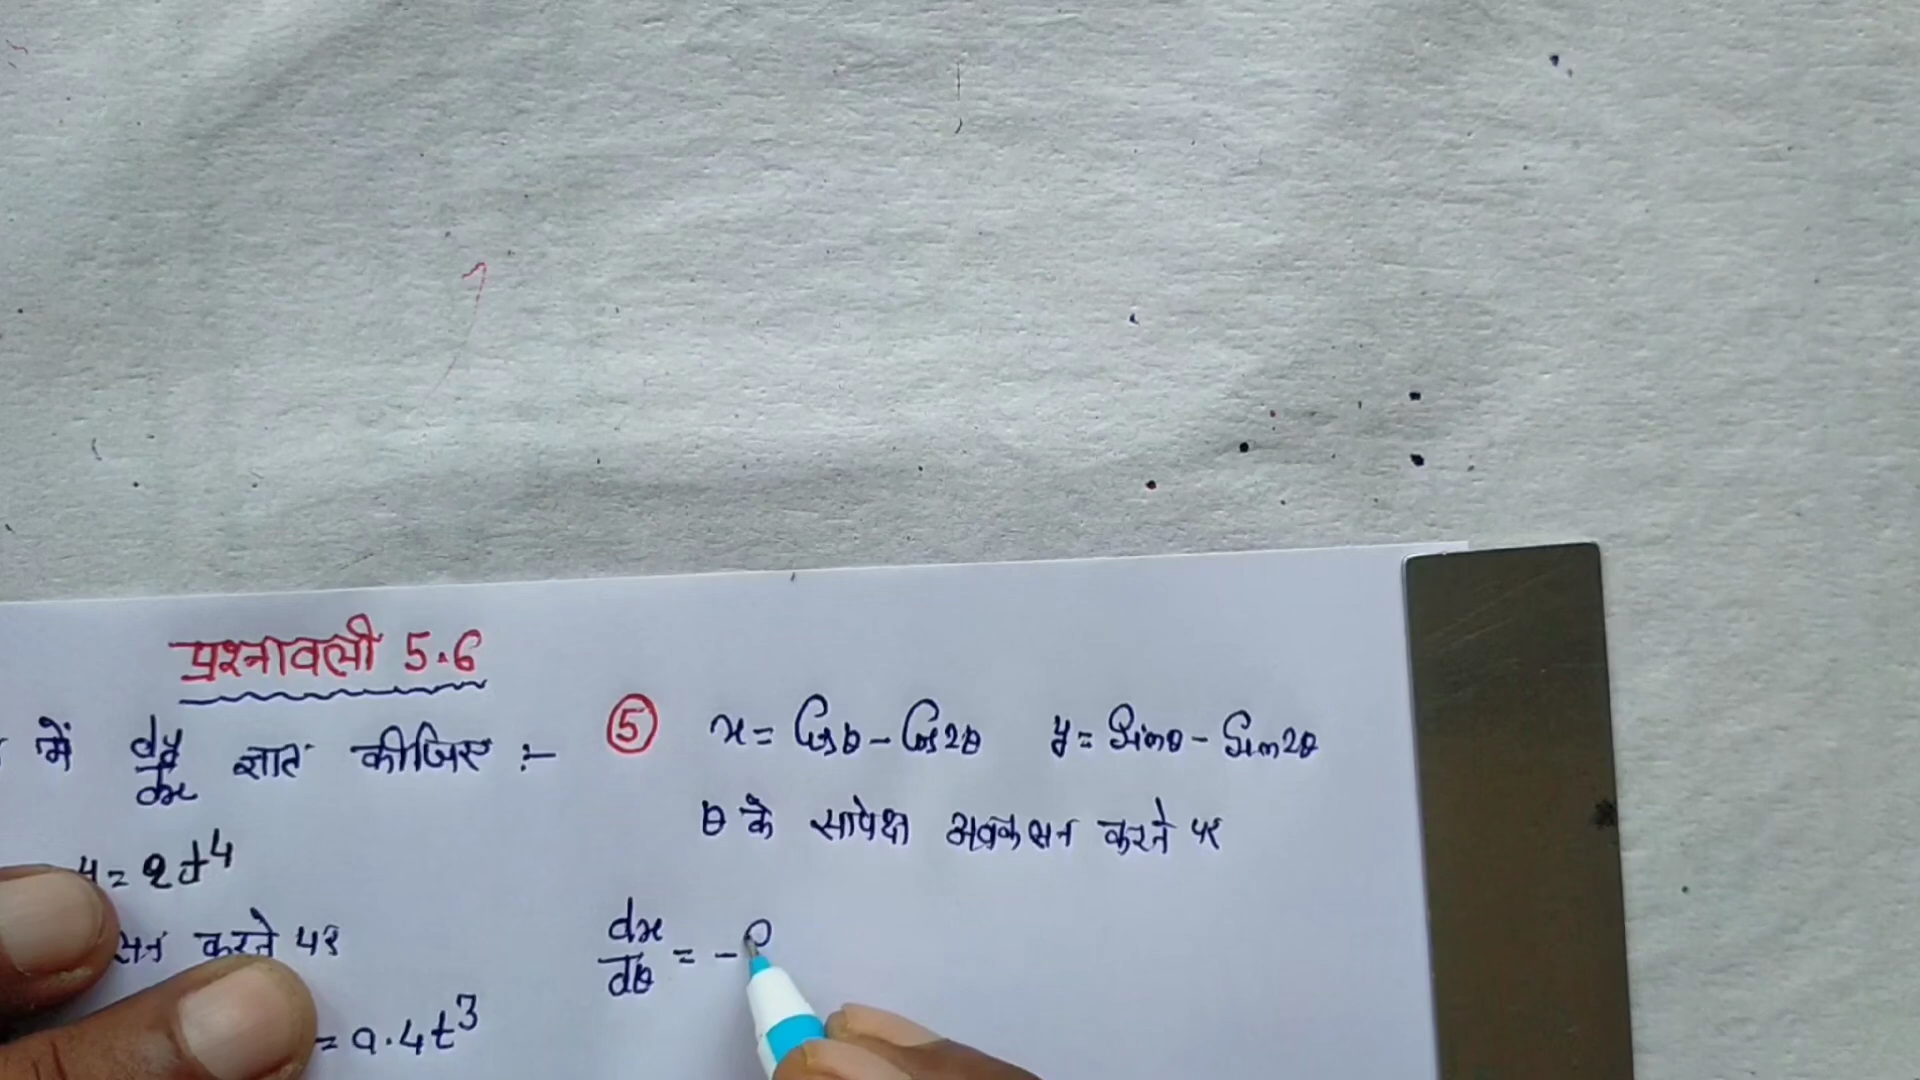 प्रश्नावली 5.6
में dy/dx ज्ञात कीजिए :-
y = at⁴
करने पर
= a.4t³
⑤ x = Cosθ - Cos2θ y = Sinθ - Sin2θ
θ के सापेक्ष अवकलन करने पर
dx/dθ = -